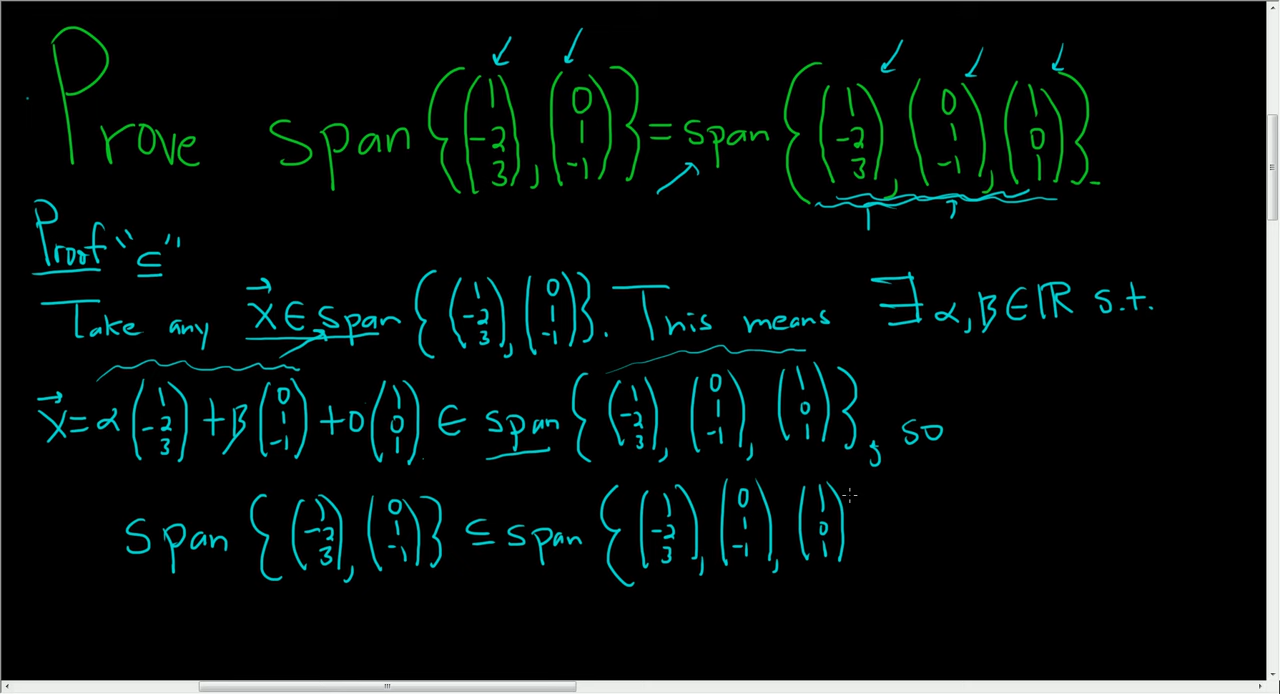 Prove span {(1 -2 3), (0 1 -1)} = span {(1 -2 3), (0 1 -1), (1 0 1)}.
Proof "⊆"
Take any x⃗ ∈ span {(1 -2 3), (0 1 -1)}. This means ∃ α, β ∈ ℝ s.t.
x⃗ = α(1 -2 3) + β(0 1 -1) + 0(1 0 1) ∈ span {(1 -2 3), (0 1 -1), (1 0 1)}, so
span {(1 -2 3), (0 1 -1)} ⊆ span {(1 -2 3), (0 1 -1), (1 0 1)